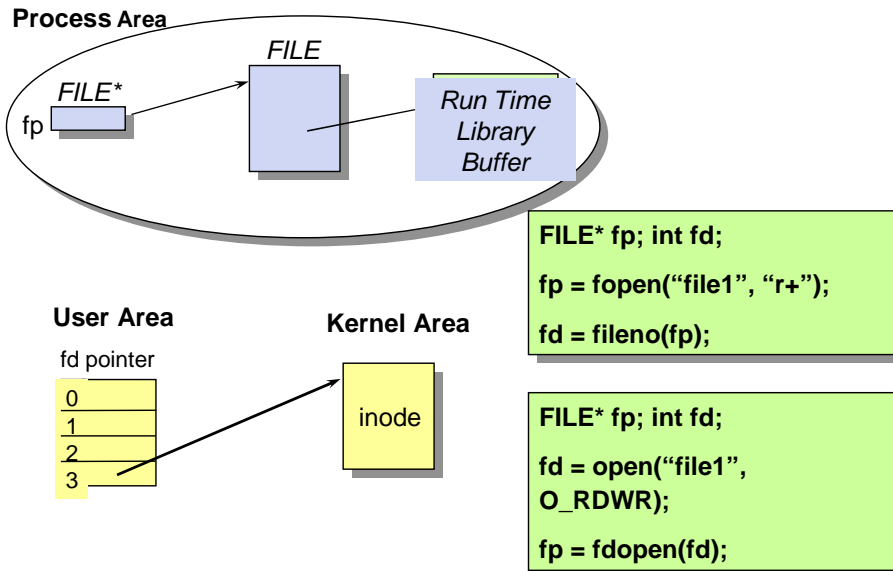 Process Area
FILE
FILE*
fp
Run Time
Library
Buffer
FILE* fp; int fd;
fp = fopen(“file1”, “r+”);
fd = fileno(fp);
User Area
Kernel Area
fd pointer
0
1
2
3
inode
FILE* fp; int fd;
fd = open(“file1”,
O_RDWR);
fp = fdopen(fd);